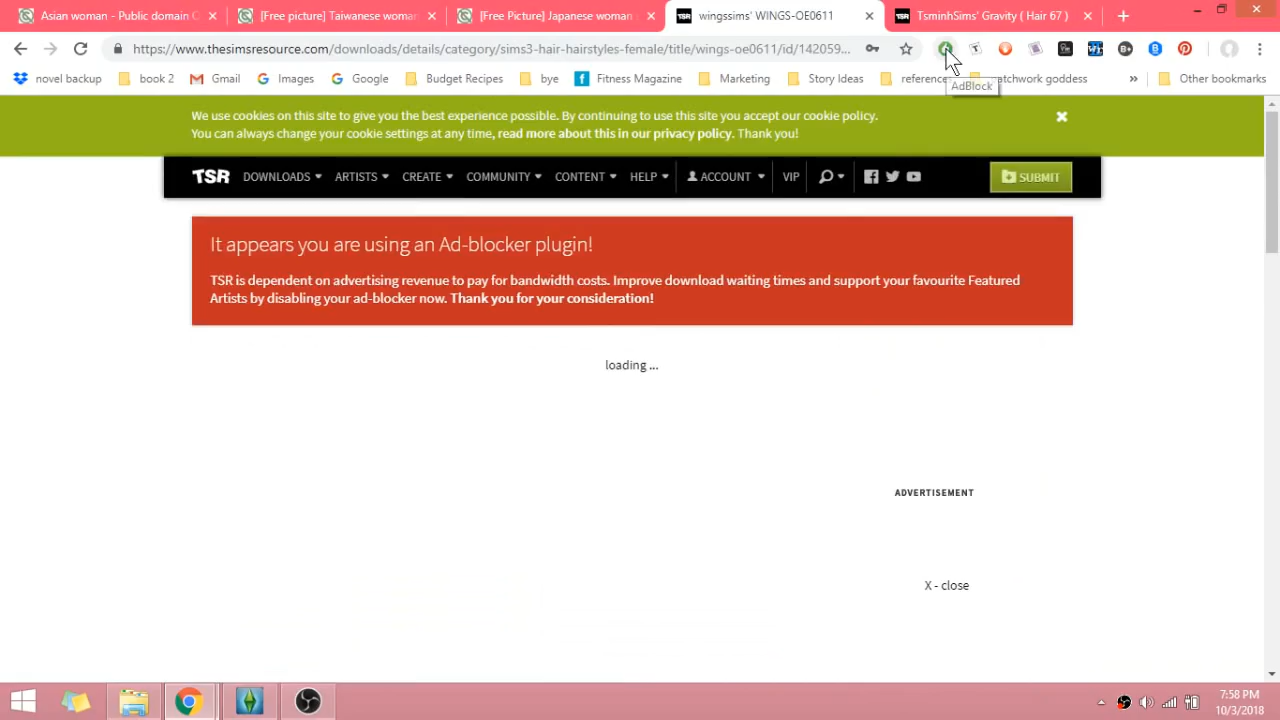 Asian woman - Public domain
[Free picture] Taiwanese woma
[Free Picture] Japanese woman
TSR wingssims' WINGS-OE0611
TSR TsminhSims' Gravity ( Hair 67 )
https://www.thesimsresource.com/downloads/details/category/sims3-hair-hairstyles-female/title/wings-oe0611/id/142059...
novel backup
book 2
Gmail
Images
Google
Budget Recipes
bye
Fitness Magazine
Marketing
Story Ideas
reference
atchwork goddess
»
Other bookmarks
AdBlock
We use cookies on this site to give you the best experience possible. By continuing to use this site you accept our cookie policy.
You can always change your cookie settings at any time, read more about this in our privacy policy. Thank you!
TSR DOWNLOADS ARTISTS CREATE COMMUNITY CONTENT HELP ACCOUNT VIP SUBMIT
It appears you are using an Ad-blocker plugin!
TSR is dependent on advertising revenue to pay for bandwidth costs. Improve download waiting times and support your favourite Featured
Artists by disabling your ad-blocker now. Thank you for your consideration!
loading ...
ADVERTISEMENT
X - close
7:58 PM
10/3/2018